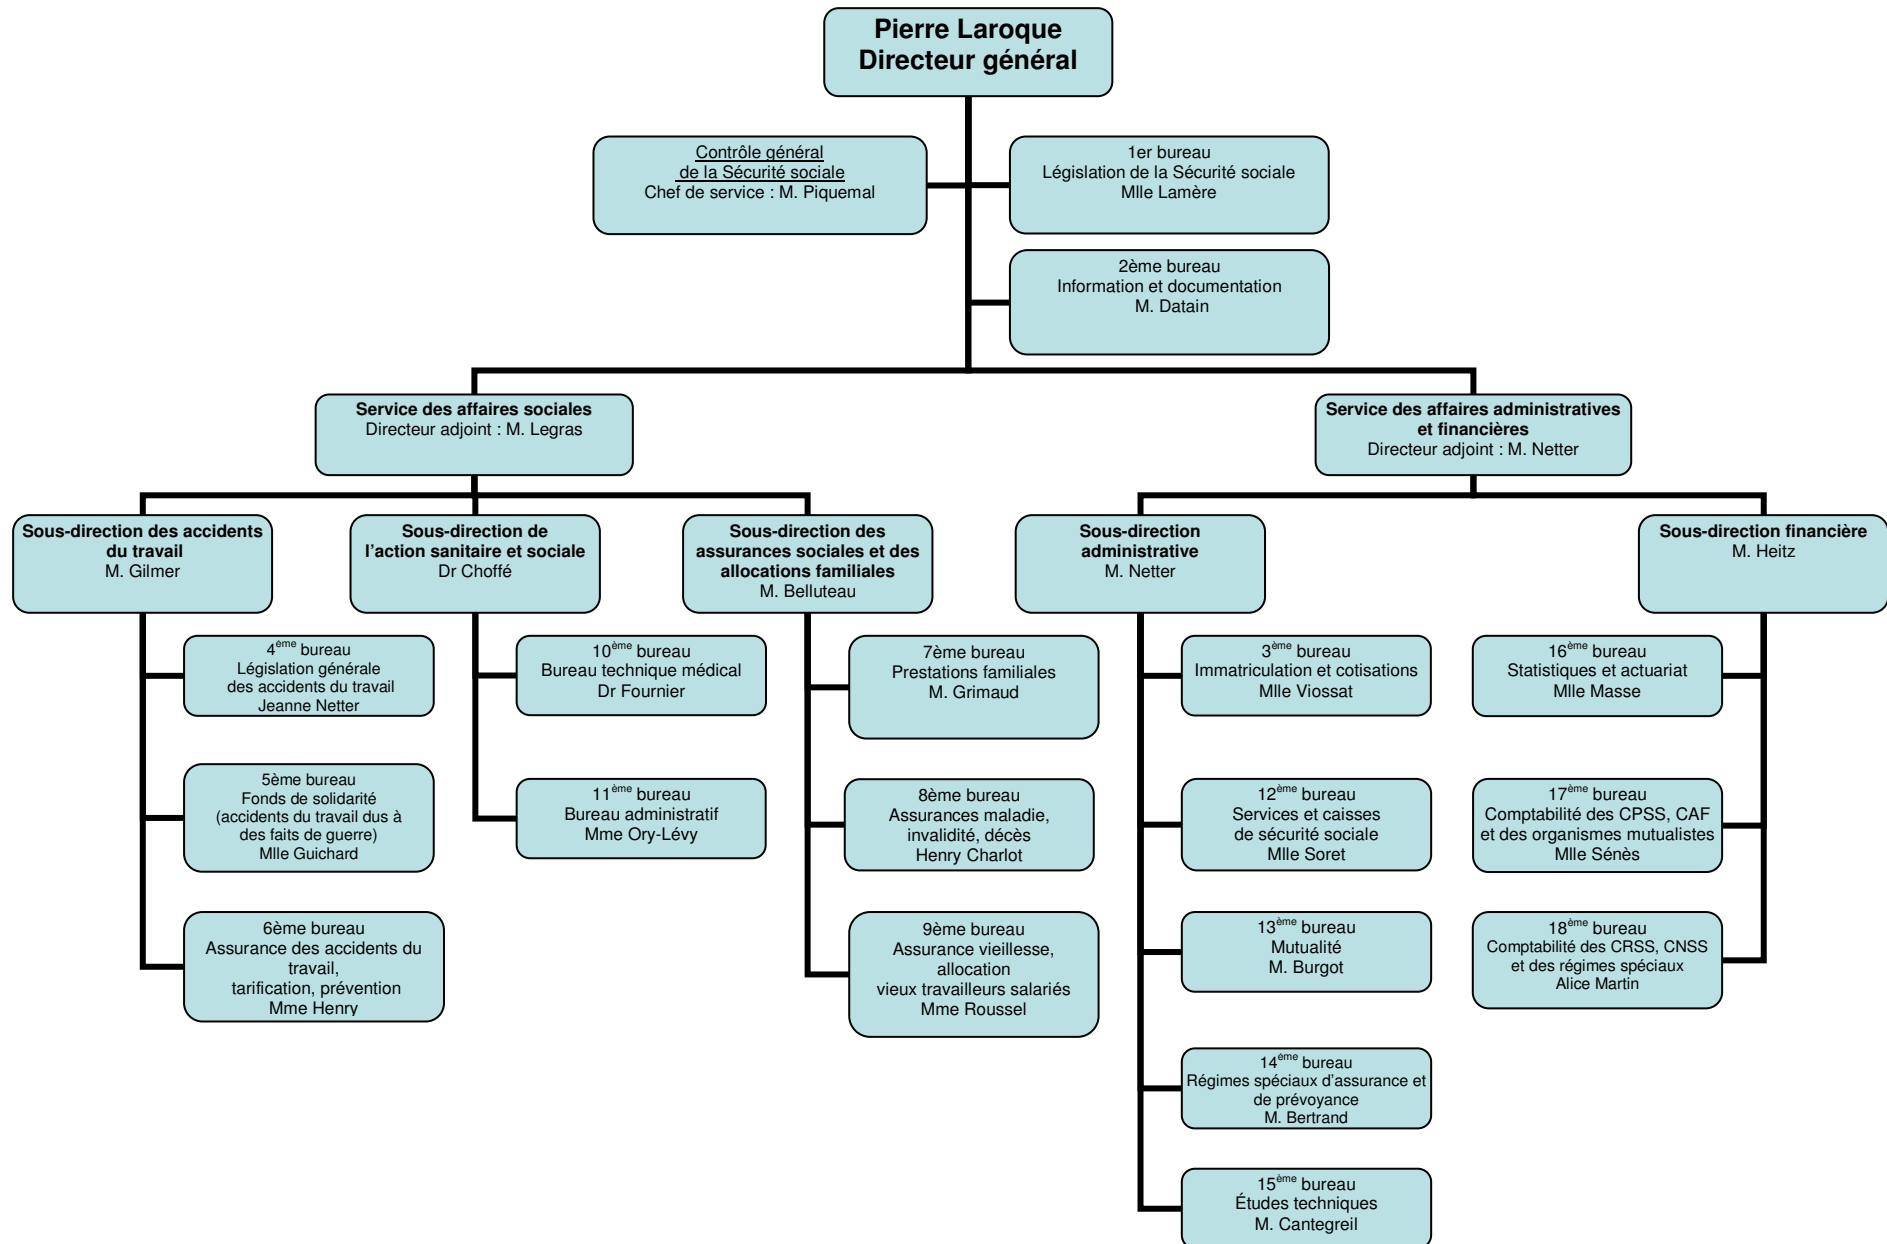 Pierre Laroque
Directeur général
Contrôle général
de la Sécurité sociale
Chef de service : M. Piquemal
1er bureau
Législation de la Sécurité sociale
Mlle Lamère
2ème bureau
Information et documentation
M. Datain
Service des affaires sociales
Directeur adjoint : M. Legras
Service des affaires administratives
et financières
Directeur adjoint : M. Netter
Sous-direction des accidents
du travail
M. Gilmer
Sous-direction de
l’action sanitaire et sociale
Dr Choffé
Sous-direction des
assurances sociales et des
allocations familiales
M. Belluteau
Sous-direction
administrative
M. Netter
Sous-direction financière
M. Heitz
4ème bureau
Législation générale
des accidents du travail
Jeanne Netter
5ème bureau
Fonds de solidarité
(accidents du travail dus à
des faits de guerre)
Mlle Guichard
6ème bureau
Assurance des accidents du
travail,
tarification, prévention
Mme Henry
10ème bureau
Bureau technique médical
Dr Fournier
11ème bureau
Bureau administratif
Mme Ory-Lévy
7ème bureau
Prestations familiales
M. Grimaud
8ème bureau
Assurances maladie,
invalidité, décès
Henry Charlot
9ème bureau
Assurance vieillesse,
allocation
vieux travailleurs salariés
Mme Roussel
3ème bureau
Immatriculation et cotisations
Mlle Viossat
12ème bureau
Services et caisses
de sécurité sociale
Mlle Soret
13ème bureau
Mutualité
M. Burgot
14ème bureau
Régimes spéciaux d’assurance et
de prévoyance
M. Bertrand
15ème bureau
Études techniques
M. Cantegreil
16ème bureau
Statistiques et actuariat
Mlle Masse
17ème bureau
Comptabilité des CPSS, CAF
et des organismes mutualistes
Mlle Sénès
18ème bureau
Comptabilité des CRSS, CNSS
et des régimes spéciaux
Alice Martin